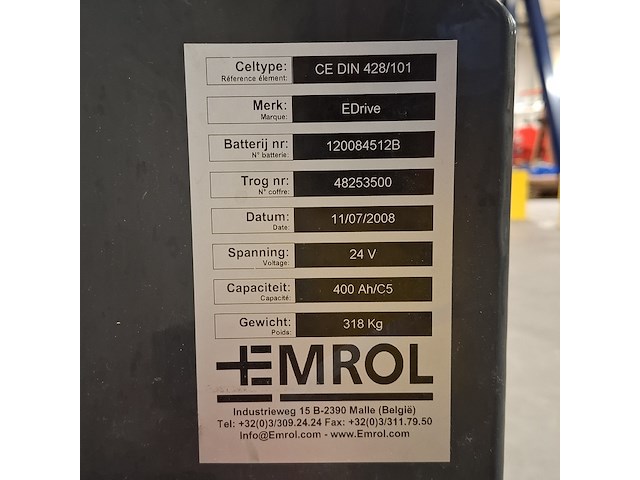 Celtype: CE DIN 428/101
Réference élement:
Merk: EDrive
Marque:
Batterij nr: 120084512B
N° batterie:
Trog nr: 48253500
N° coffre:
Datum: 11/07/2008
Date:
Spanning: 24 V
Voltage:
Capaciteit: 400 Ah/C5
Capacité:
Gewicht: 318 Kg
Poids:
EMROL
Industrieweg 15 B-2390 Malle (België)
Tel: +32(0)3/309.24.24 Fax: +32(0)3/311.79.50
Info@Emrol.com - www.Emrol.com